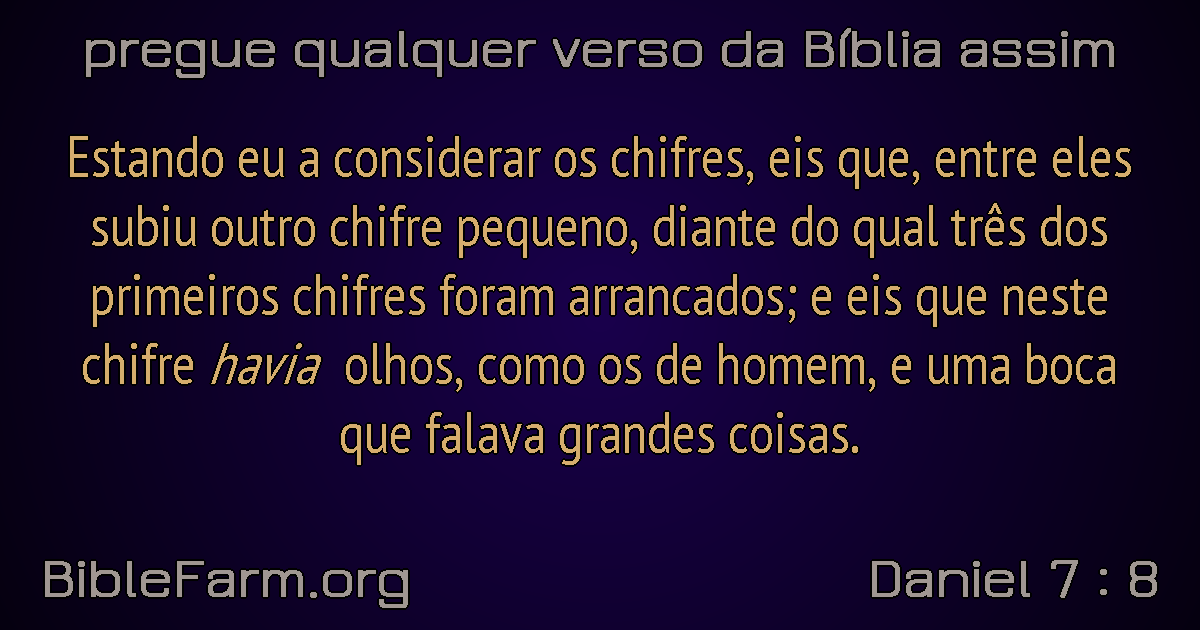 pregue qualquer verso da Bíblia assim
Estando eu a considerar os chifres, eis que, entre eles
subiu outro chifre pequeno, diante do qual três dos
primeiros chifres foram arrancados; e eis que neste
chifre havia olhos, como os de homem, e uma boca
que falava grandes coisas.
BibleFarm.org
Daniel 7 : 8